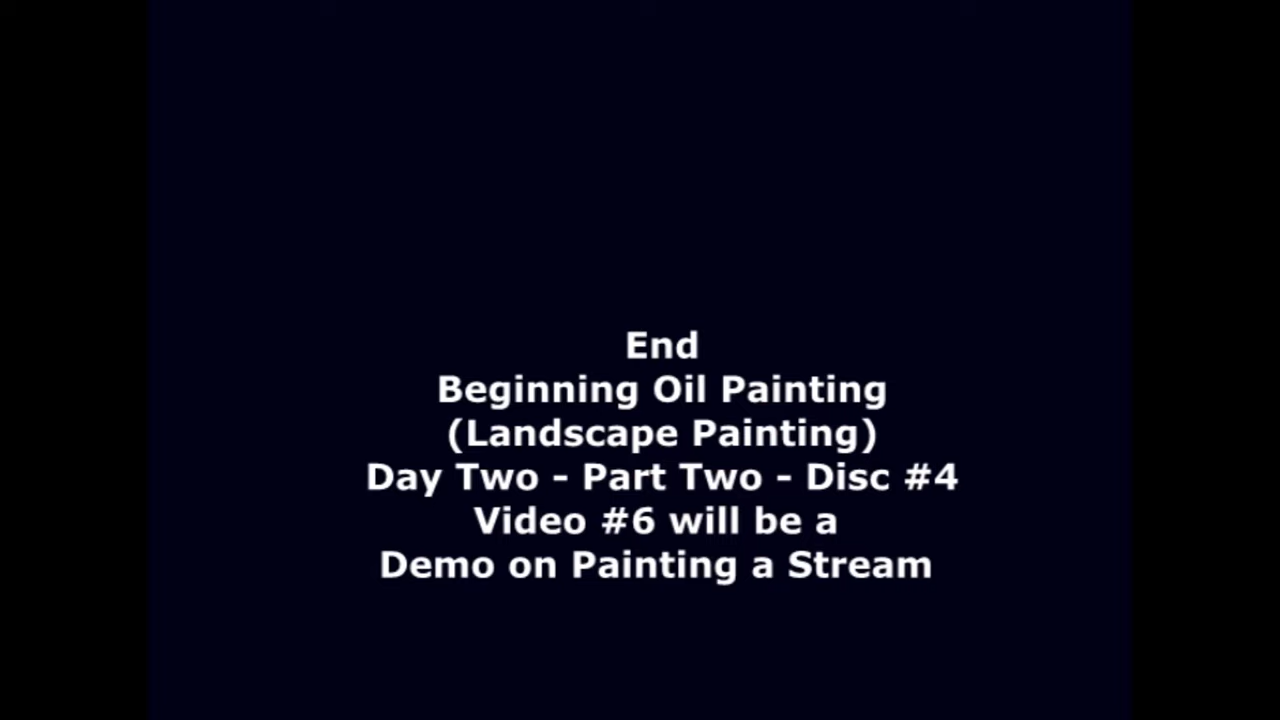 End
Beginning Oil Painting
(Landscape Painting)
Day Two - Part Two - Disc #4
Video #6 will be a
Demo on Painting a Stream